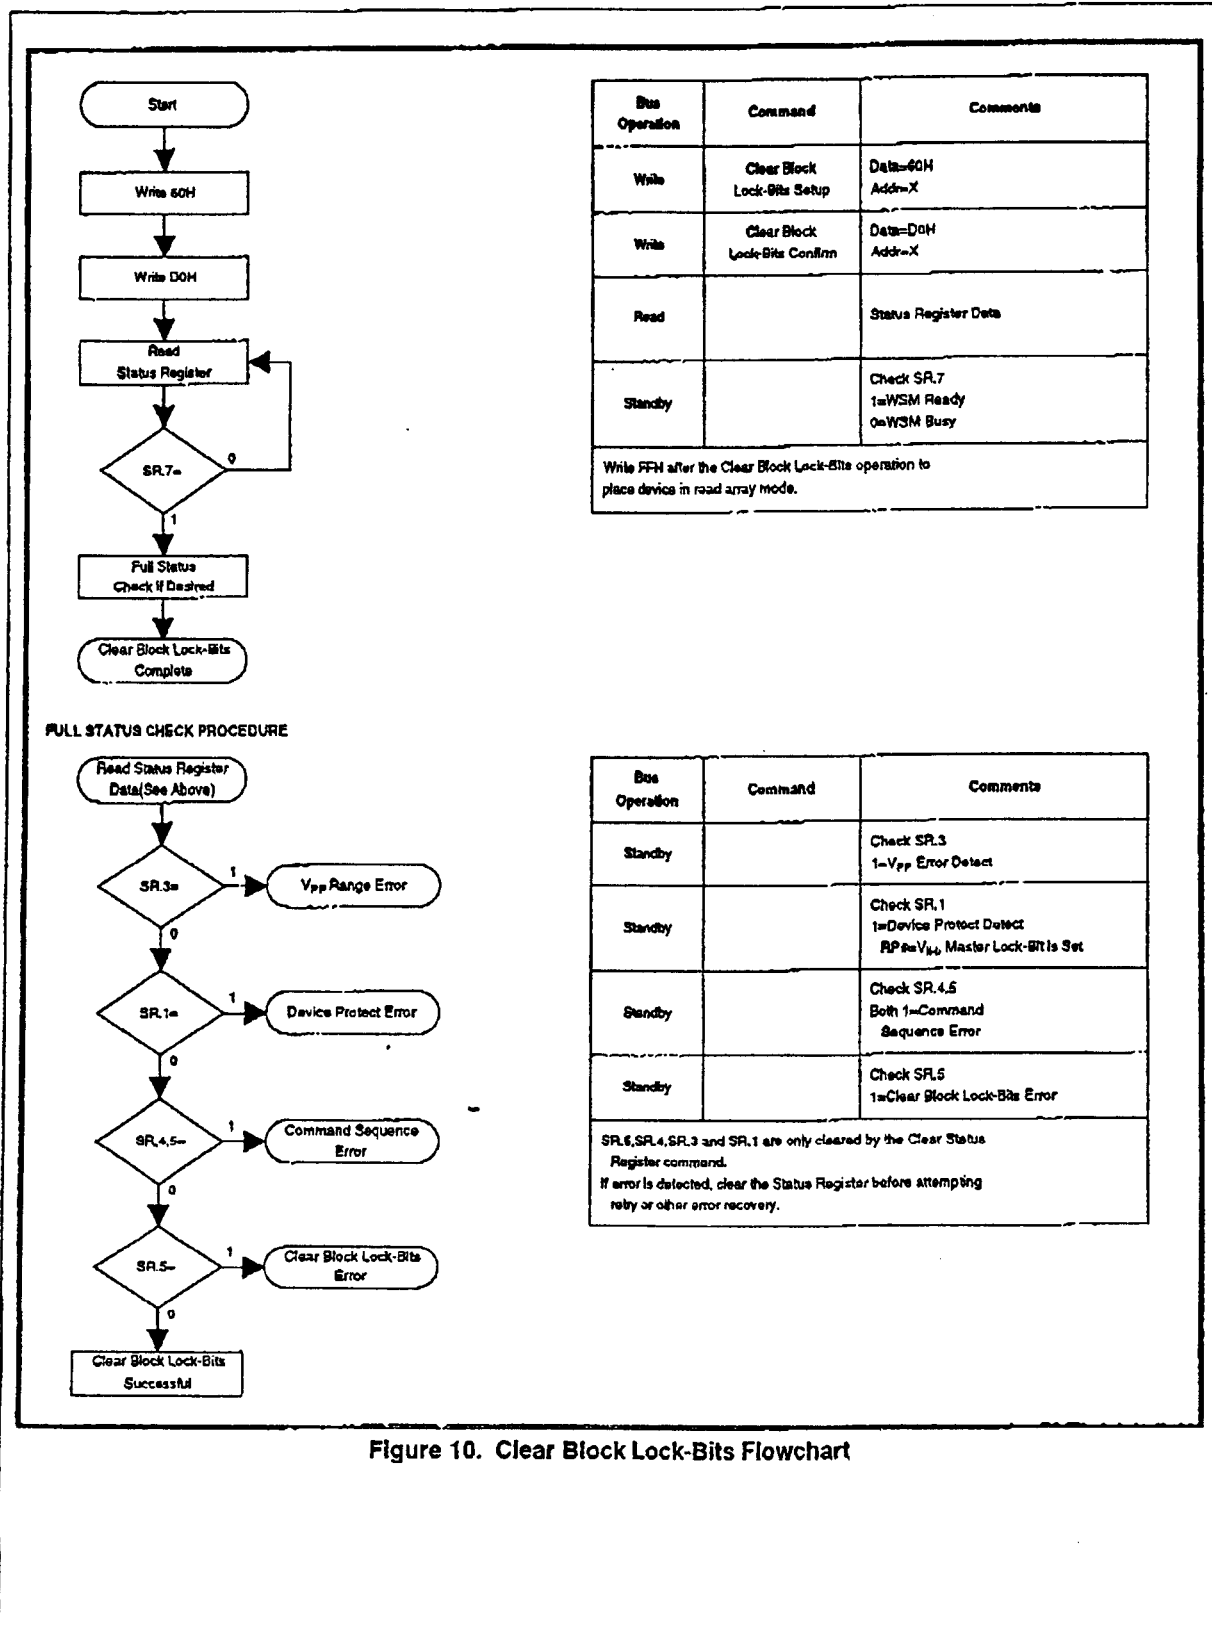 Start
Write 60H
Write D0H
Read
Status Register
SR.7=
0
1
Full Status
Check if Desired
Clear Block Lock-Bits
Complete
Bus
Operation
Command
Comments
Write
Clear Block
Lock-Bits Setup
Data=60H
Addr=X
Write
Clear Block
Lock-Bits Confirm
Data=D0H
Addr=X
Read
Status Register Data
Standby
Check SR.7
1=WSM Ready
0=WSM Busy
Write FFH after the Clear Block Lock-Bits operation to
place device in read array mode.
FULL STATUS CHECK PROCEDURE
Read Status Register
Data(See Above)
SR.3=
1
VPP Range Error
0
SR.1=
1
Device Protect Error
0
SR.4,5=
1
Command Sequence
Error
0
SR.5=
1
Clear Block Lock-Bits
Error
0
Clear Block Lock-Bits
Successful
Bus
Operation
Command
Comments
Standby
Check SR.3
1=VPP Error Detect
Standby
Check SR.1
1=Device Protect Detect
RP#=VIH, Master Lock-Bit is Set
Standby
Check SR.4,5
Both 1=Command
Sequence Error
Standby
Check SR.5
1=Clear Block Lock-Bits Error
SR.5,SR.4,SR.3 and SR.1 are only cleared by the Clear Status
Register command.
If error is detected, clear the Status Register before attempting
retry or other error recovery.
Figure 10. Clear Block Lock-Bits Flowchart